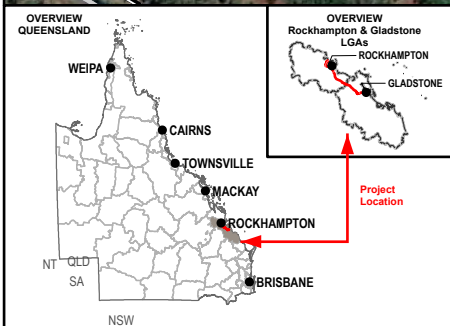 OVERVIEW
QUEENSLAND
WEIPA
CAIRNS
TOWNSVILLE
MACKAY
ROCKHAMPTON
BRISBANE
NT
QLD
SA
NSW
OVERVIEW
Rockhampton & Gladstone
LGAs
ROCKHAMPTON
GLADSTONE
Project
Location